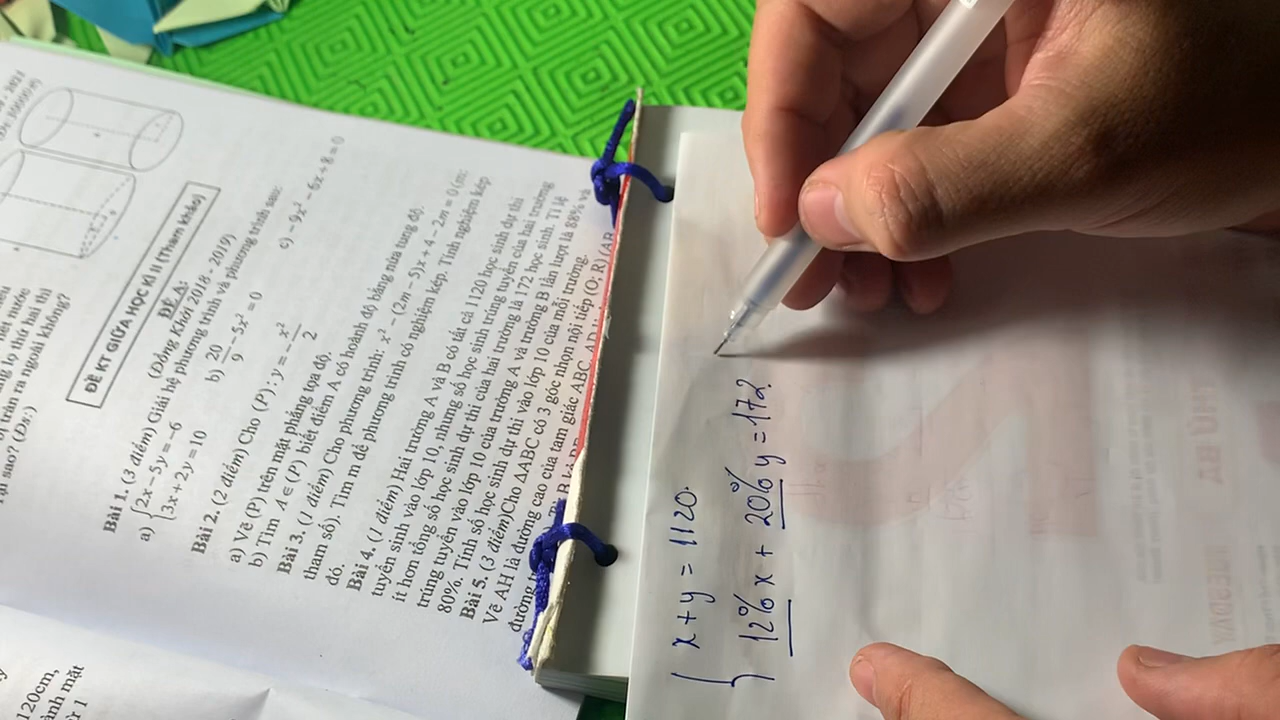 ĐỀ KT GIỮA HỌC KÌ II (Tham khảo)
ĐỀ A:
(Đồng Khởi 2018 - 2019)
Bài 1. (3 điểm) Giải hệ phương trình và phương trình sau:
a) { 2x - 5y = -6
3x + 2y = 10
b) 20/9 - 5x² = 0
c) - 9x² - 6x + 8 = 0
Bài 2. (2 điểm) Cho (P): y = x²/2
a) Vẽ (P) trên mặt phẳng tọa độ.
b) Tìm A ∈ (P) biết điểm A có hoành độ bằng nửa tung độ.
Bài 3. (1 điểm) Cho phương trình: x² - (2m - 5)x + 4 - 2m = 0 (m:
tham số). Tìm m để phương trình có nghiệm kép. Tính nghiệm kép
đó.
Bài 4. (1 điểm) Hai trường A và B có tất cả 1120 học sinh dự thi
tuyển sinh vào lớp 10, nhưng số học sinh trúng tuyển của hai trường
ít hơn tổng số học sinh dự thi của hai trường là 172 học sinh. Tỉ lệ
trúng tuyển vào lớp 10 của trường A và trường B lần lượt là 88% và
80%. Tính số học sinh dự thi vào lớp 10 của mỗi trường.
Bài 5. (3 điểm) Cho ΔABC có 3 góc nhọn nội tiếp (O; R) (AB
Vẽ AH là đường cao của tam giác ABC,
đường
120cm,
{ x + y = 1120.
12% x + 20% y = 172.